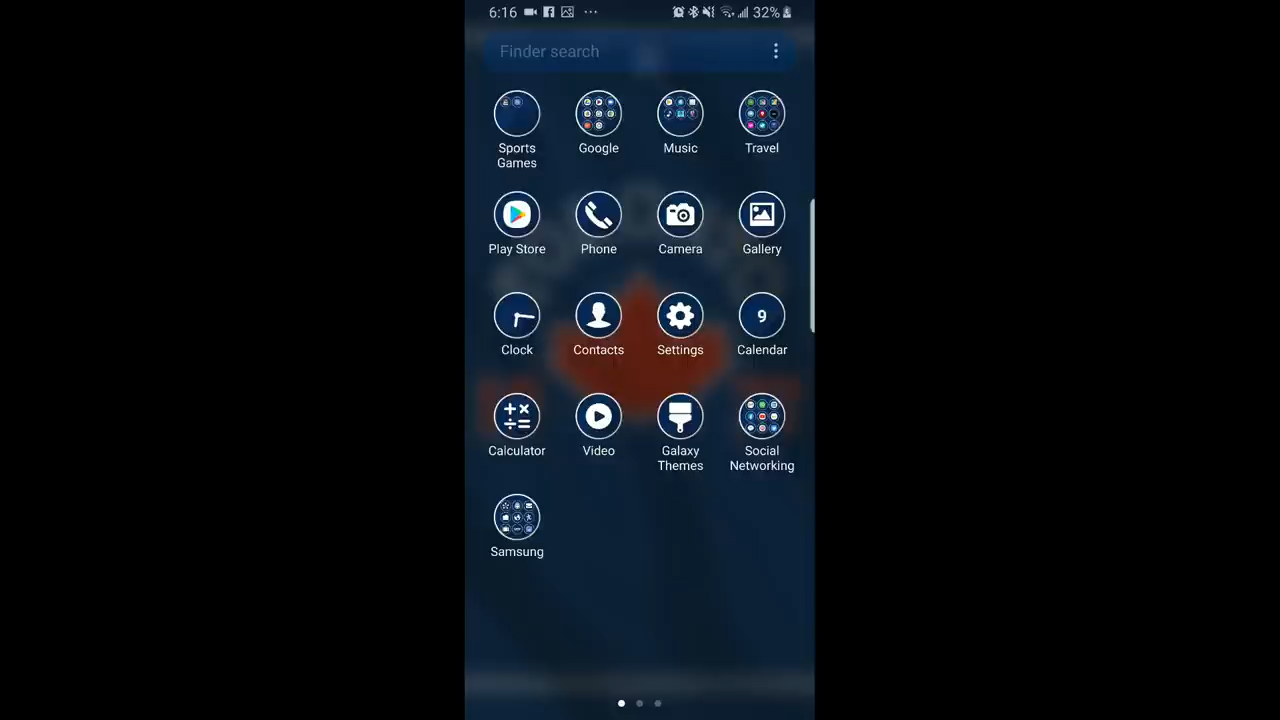 6:16 32%
Finder search
Sports Google Music Travel
Games
Play Store Phone Camera Gallery
9
Clock Contacts Settings Calendar
Calculator Video Galaxy Social
Themes Networking
Samsung